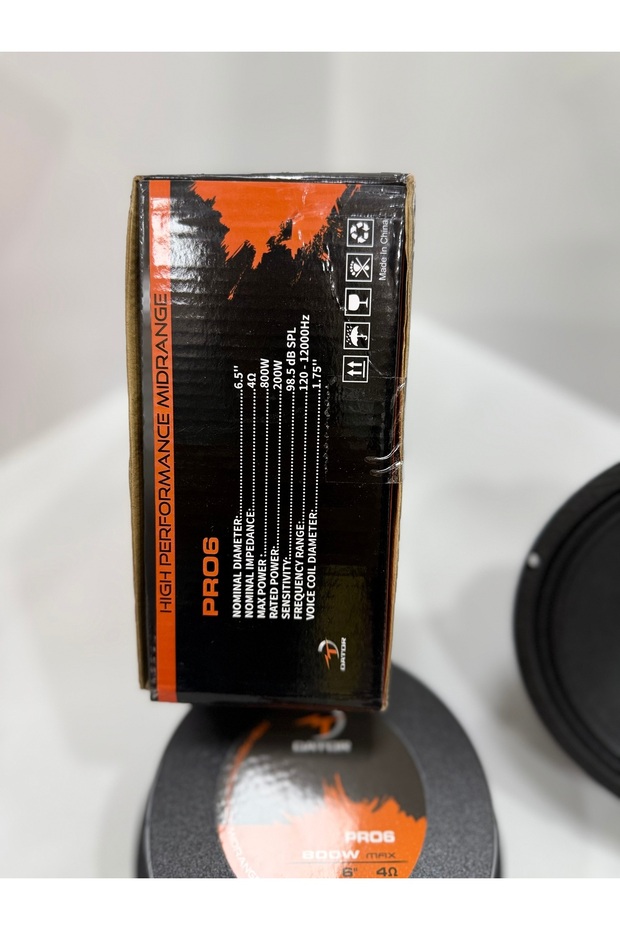 HIGH PERFORMANCE MIDRANGE
PRO6
NOMINAL DIAMETER:6.5''
NOMINAL IMPEDANCE:4Ω
MAX POWER :800W
RATED POWER:200W
SENSITIVITY:98.5 dB SPL
FREQUENCY RANGE:120 - 12000Hz
VOICE COIL DIAMETER:1.75''
Made In China
GATOR
GATOR
PRO6
800W MAX
6" 4Ω